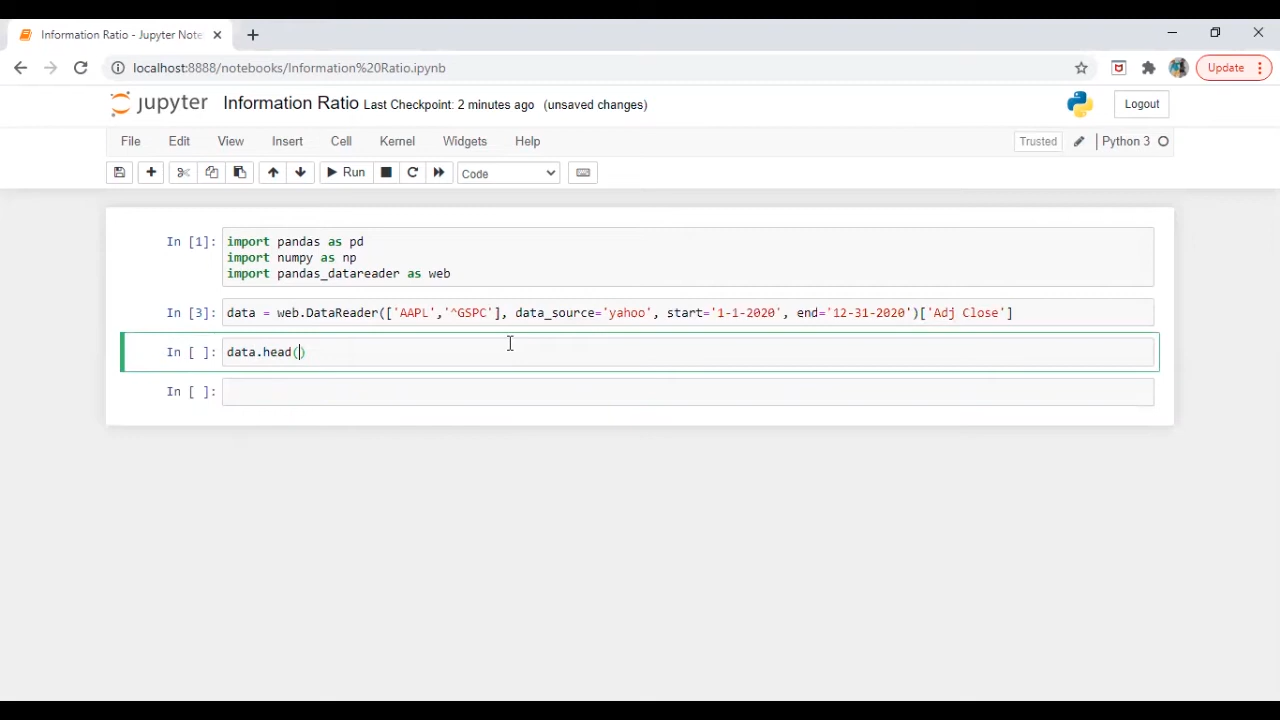 Information Ratio - Jupyter Note
localhost:8888/notebooks/Information%20Ratio.ipynb
Update
jupyter Information Ratio Last Checkpoint: 2 minutes ago (unsaved changes)
Logout
File Edit View Insert Cell Kernel Widgets Help
Trusted Python 3
Run Code
In [1]: import pandas as pd
import numpy as np
import pandas_datareader as web
In [3]: data = web.DataReader(['AAPL','^GSPC'], data_source='yahoo', start='1-1-2020', end='12-31-2020')['Adj Close']
In [ ]: data.head()
In [ ]: